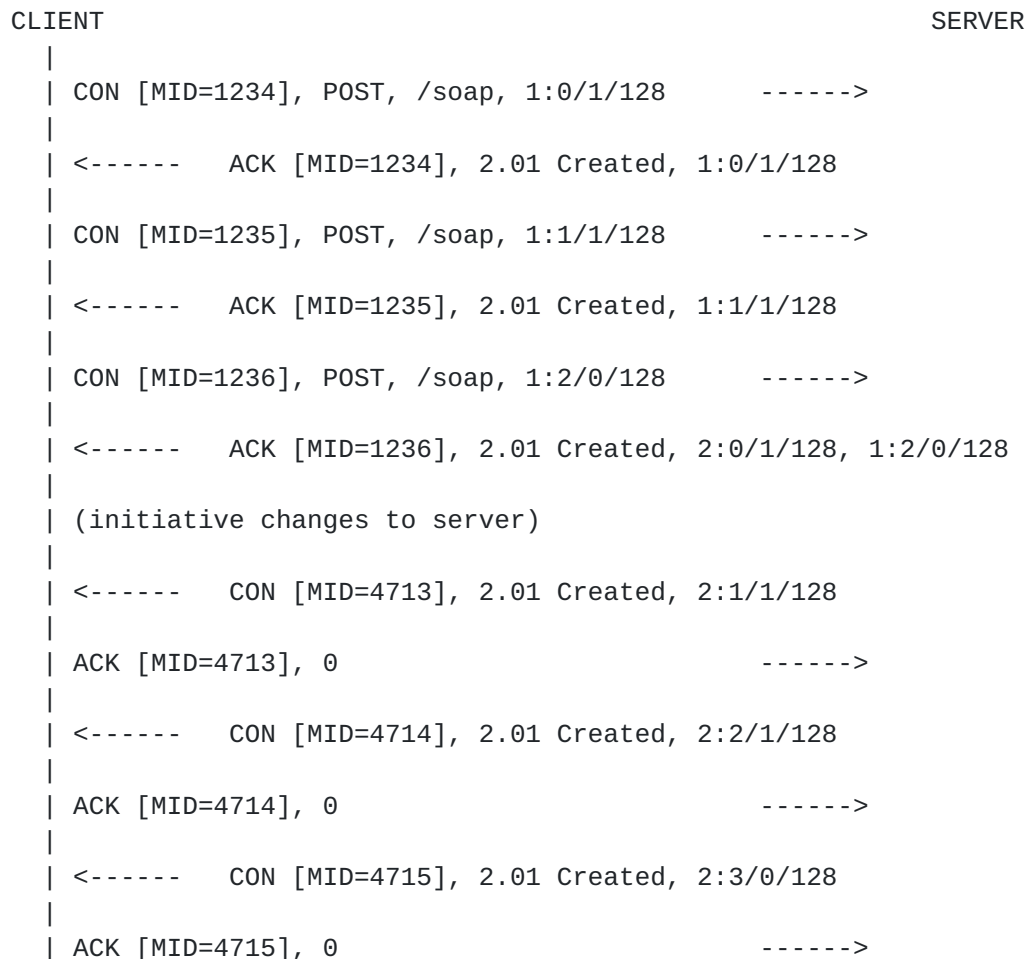 CLIENT                                                     SERVER
  |
  | CON [MID=1234], POST, /soap, 1:0/1/128      ------>
  |
  | <------   ACK [MID=1234], 2.01 Created, 1:0/1/128
  |
  | CON [MID=1235], POST, /soap, 1:1/1/128      ------>
  |
  | <------   ACK [MID=1235], 2.01 Created, 1:1/1/128
  |
  | CON [MID=1236], POST, /soap, 1:2/0/128      ------>
  |
  | <------   ACK [MID=1236], 2.01 Created, 2:0/1/128, 1:2/0/128
  |
  | (initiative changes to server)
  |
  | <------   CON [MID=4713], 2.01 Created, 2:1/1/128
  |
  | ACK [MID=4713], 0                           ------>
  |
  | <------   CON [MID=4714], 2.01 Created, 2:2/1/128
  |
  | ACK [MID=4714], 0                           ------>
  |
  | <------   CON [MID=4715], 2.01 Created, 2:3/0/128
  |
  | ACK [MID=4715], 0                           ------>